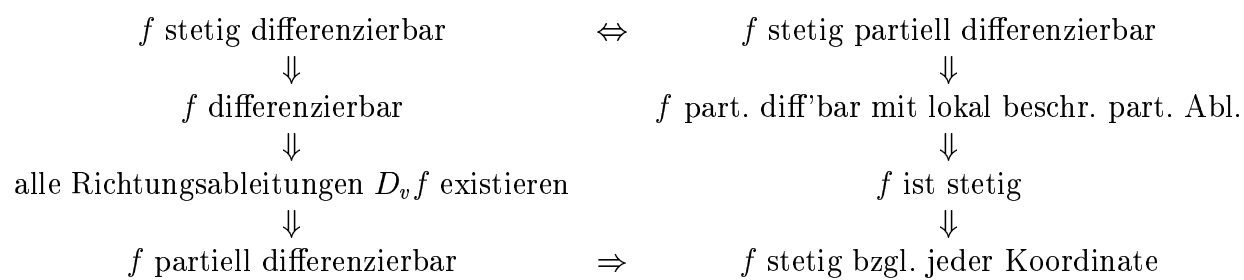 f stetig differenzierbar ⇔ f stetig partiell differenzierbar
⇓ ⇓
f differenzierbar f part. diff'bar mit lokal beschr. part. Abl.
⇓ ⇓
alle Richtungsableitungen D_v f existieren f ist stetig
⇓ ⇓
f partiell differenzierbar ⇒ f stetig bzgl. jeder Koordinate